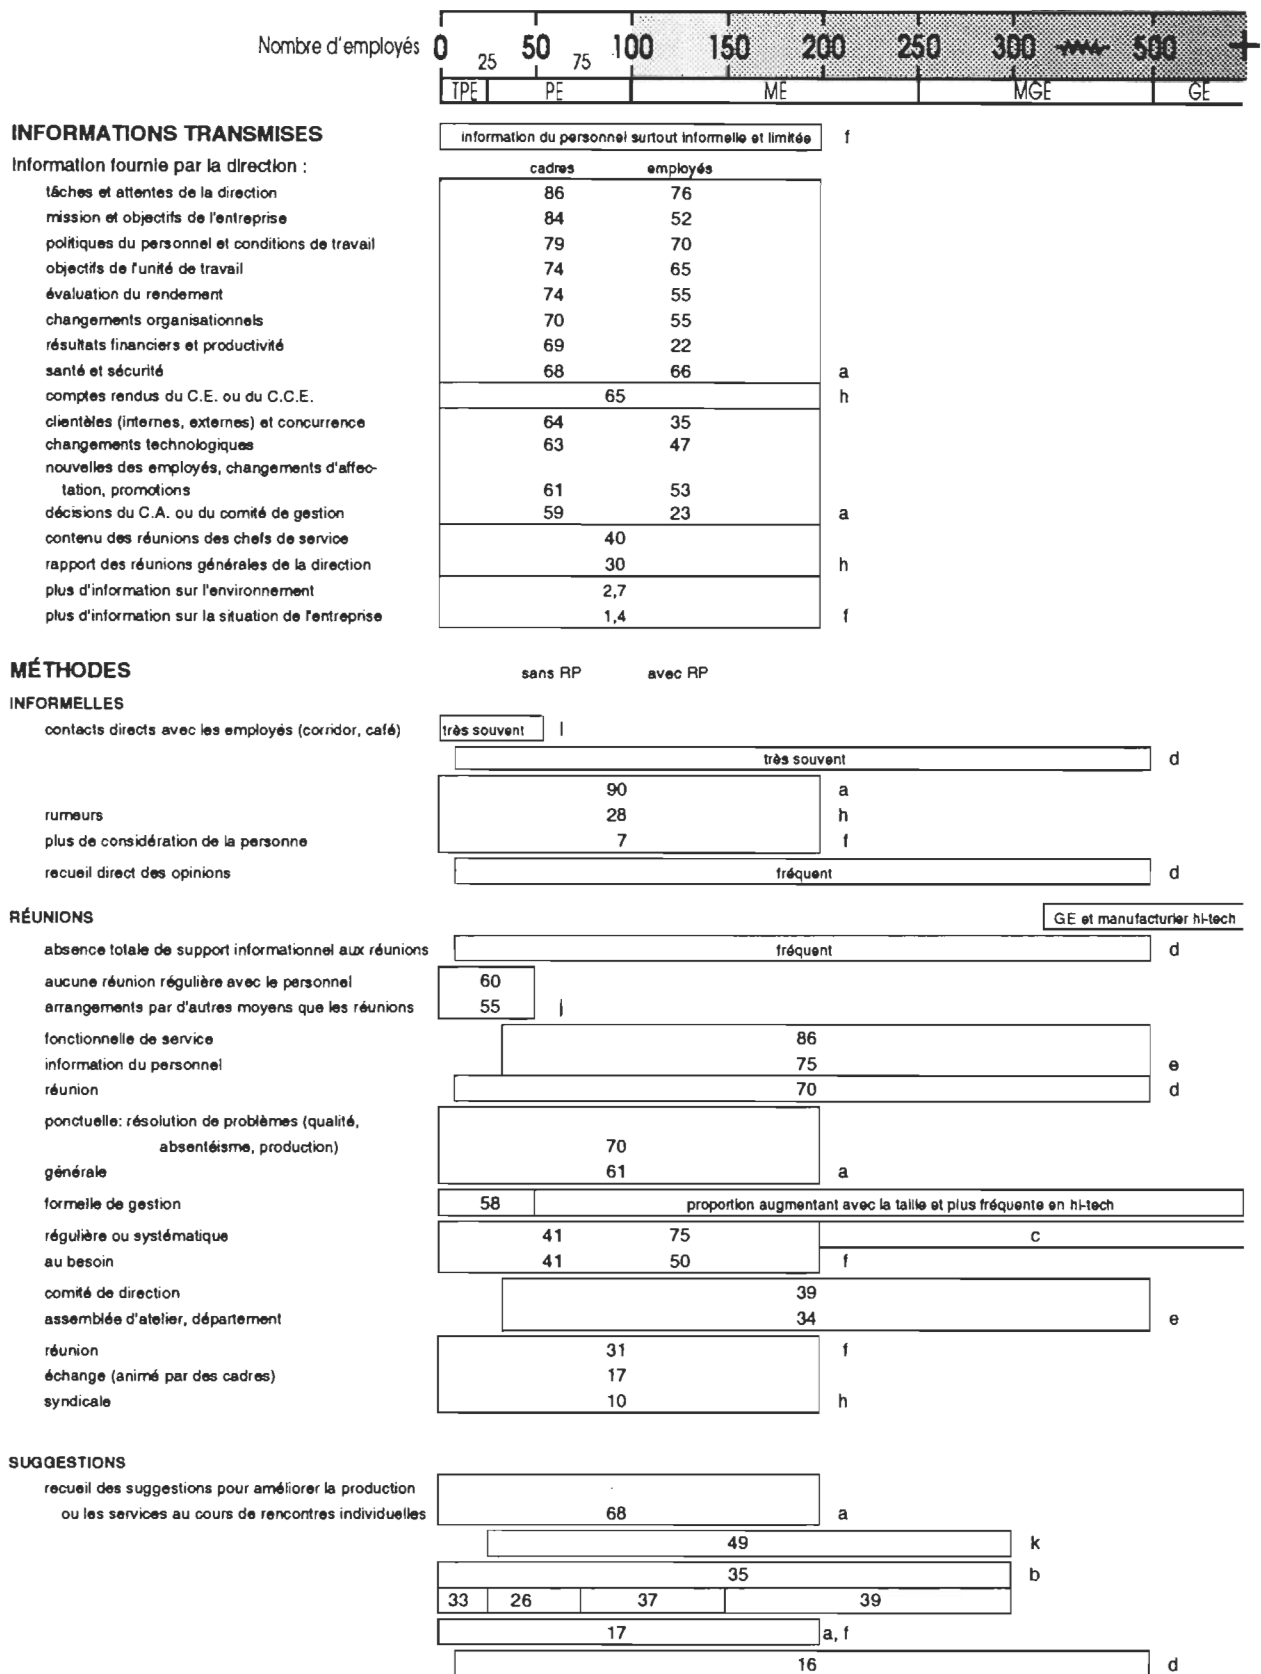 Nombre d'employés 0 25 50 75 100 150 200 250 300 500 +
TPE PE ME MGE GE
INFORMATIONS TRANSMISES information du personnel surtout informelle et limitée f
Information fournie par la direction : cadres employés
tâches et attentes de la direction 86 76
mission et objectifs de l'entreprise 84 52
politiques du personnel et conditions de travail 79 70
objectifs de l'unité de travail 74 65
évaluation du rendement 74 55
changements organisationnels 70 55
résultats financiers et productivité 69 22
santé et sécurité 68 66 a
comptes rendus du C.E. ou du C.C.E. 65 h
clientèles (internes, externes) et concurrence 64 35
changements technologiques 63 47
nouvelles des employés, changements d'affec-
tation, promotions 61 53
décisions du C.A. ou du comité de gestion 59 23 a
contenu des réunions des chefs de service 40
rapport des réunions générales de la direction 30 h
plus d'information sur l'environnement 2,7
plus d'information sur la situation de l'entreprise 1,4 f
MÉTHODES sans RP avec RP
INFORMELLES
contacts directs avec les employés (corridor, café) très souvent
très souvent d
90 a
rumeurs 28 h
plus de considération de la personne 7 f
recueil direct des opinions fréquent d
RÉUNIONS GE et manufacturier hi-tech
absence totale de support informationnel aux réunions fréquent d
aucune réunion régulière avec le personnel 60
arrangements par d'autres moyens que les réunions 55
fonctionnelle de service 86
information du personnel 75 e
réunion 70 d
ponctuelle: résolution de problèmes (qualité,
absentéisme, production) 70
générale 61 a
formelle de gestion 58 proportion augmentant avec la taille et plus fréquente en hi-tech
régulière ou systématique 41 75 c
au besoin 41 50 f
comité de direction 39
assemblée d'atelier, département 34 e
réunion 31 f
échange (animé par des cadres) 17
syndicale 10 h
SUGGESTIONS
recueil des suggestions pour améliorer la production
ou les services au cours de rencontres individuelles 68 a
49 k
35 b
33 26 37 39
17 a, f
16 d